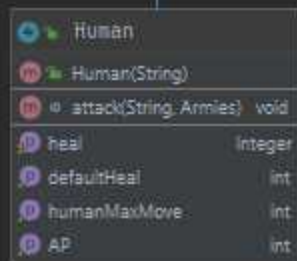 Human
Human(String)
attack(String, Armies) void
heal Integer
defaultHeal int
humanMaxMove int
AP int